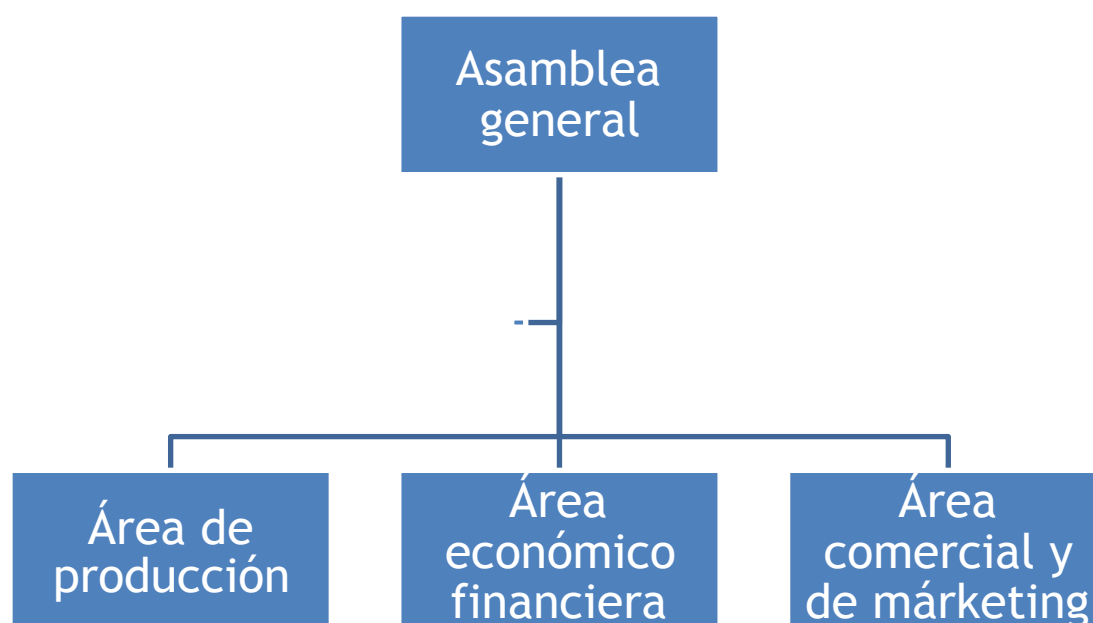 Asamblea
general
Área de
producción
Área
económico
financiera
Área
comercial y
de márketing